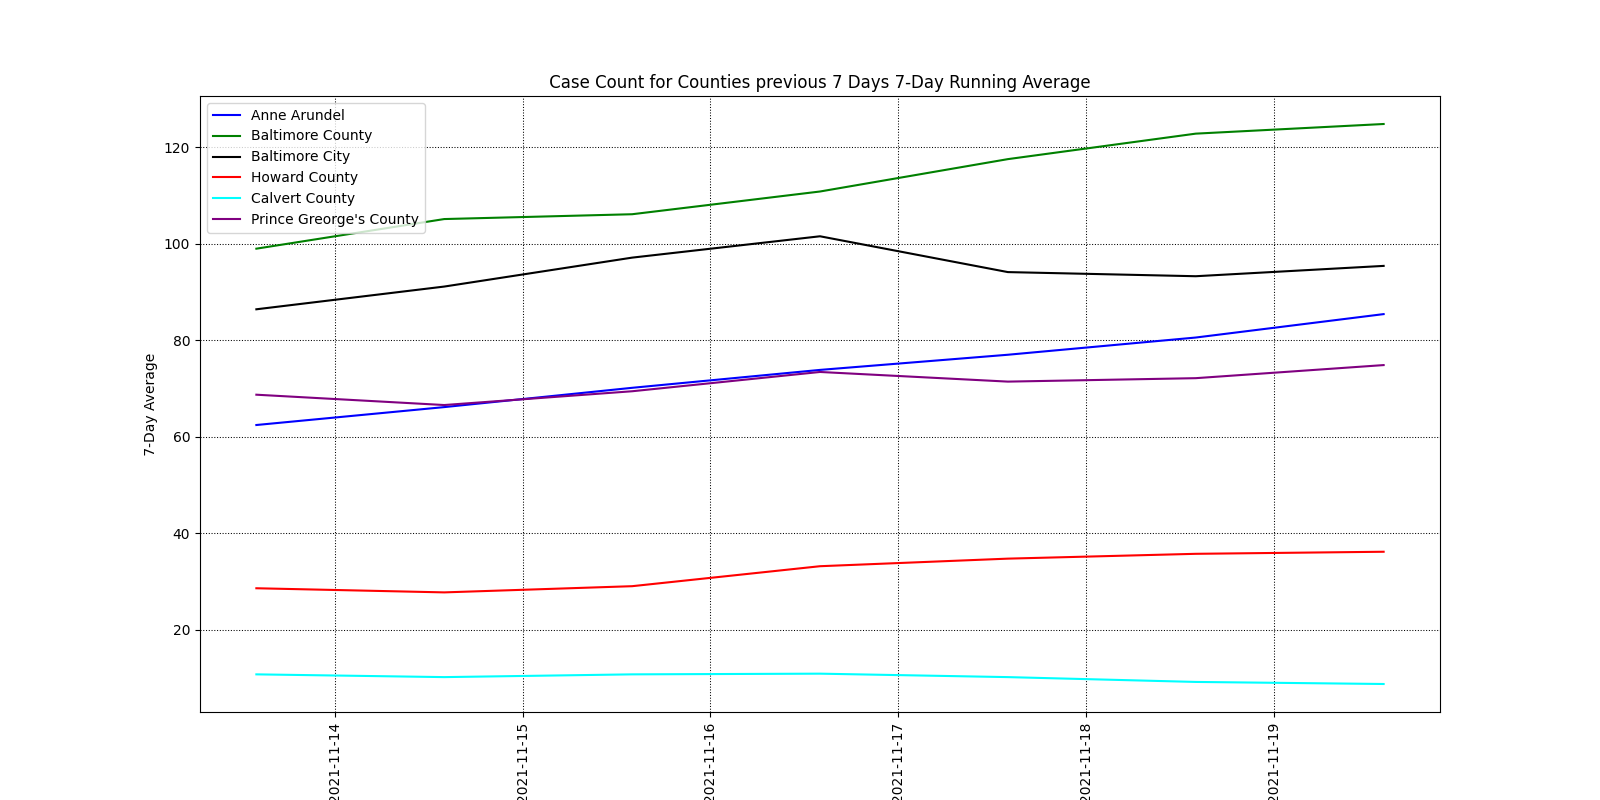 Case Count for Counties previous 7 Days 7-Day Running Average
Anne Arundel
Baltimore County
Baltimore City
Howard County
Calvert County
Prince Greorge's County
120
100
80
60
40
20
7-Day Average
2021-11-14
2021-11-15
2021-11-16
2021-11-17
2021-11-18
2021-11-19